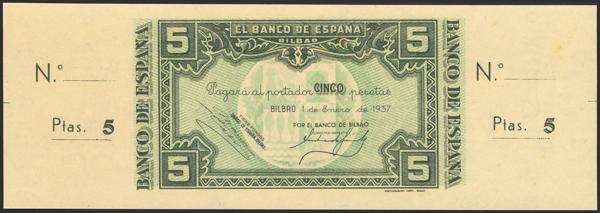 EL BANCO DE ESPAÑA
BILBAO
5 5
BANCO DE ESPAÑA
BANCO DE ESPAÑA
N.º
N.º
Pagará al portador CINCO pesetas
BILBAO 1 de Enero de 1937
POR EL BANCO DE BILBAO
Ptas. 5
Ptas. 5
5 5